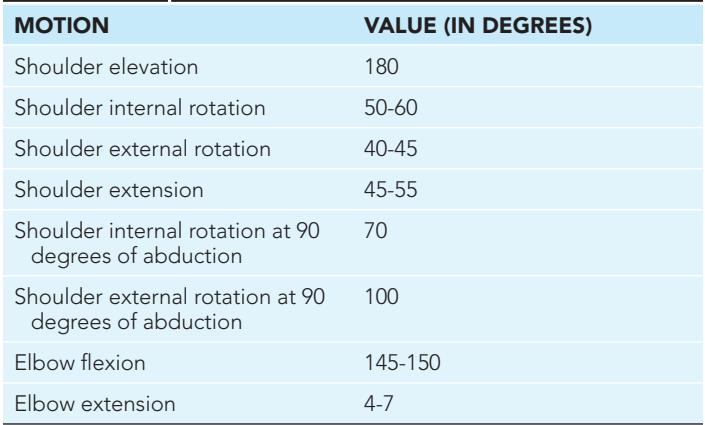 MOTION VALUE (IN DEGREES)
Shoulder elevation 180
Shoulder internal rotation 50-60
Shoulder external rotation 40-45
Shoulder extension 45-55
Shoulder internal rotation at 90 70
degrees of abduction
Shoulder external rotation at 90 100
degrees of abduction
Elbow flexion 145-150
Elbow extension 4-7